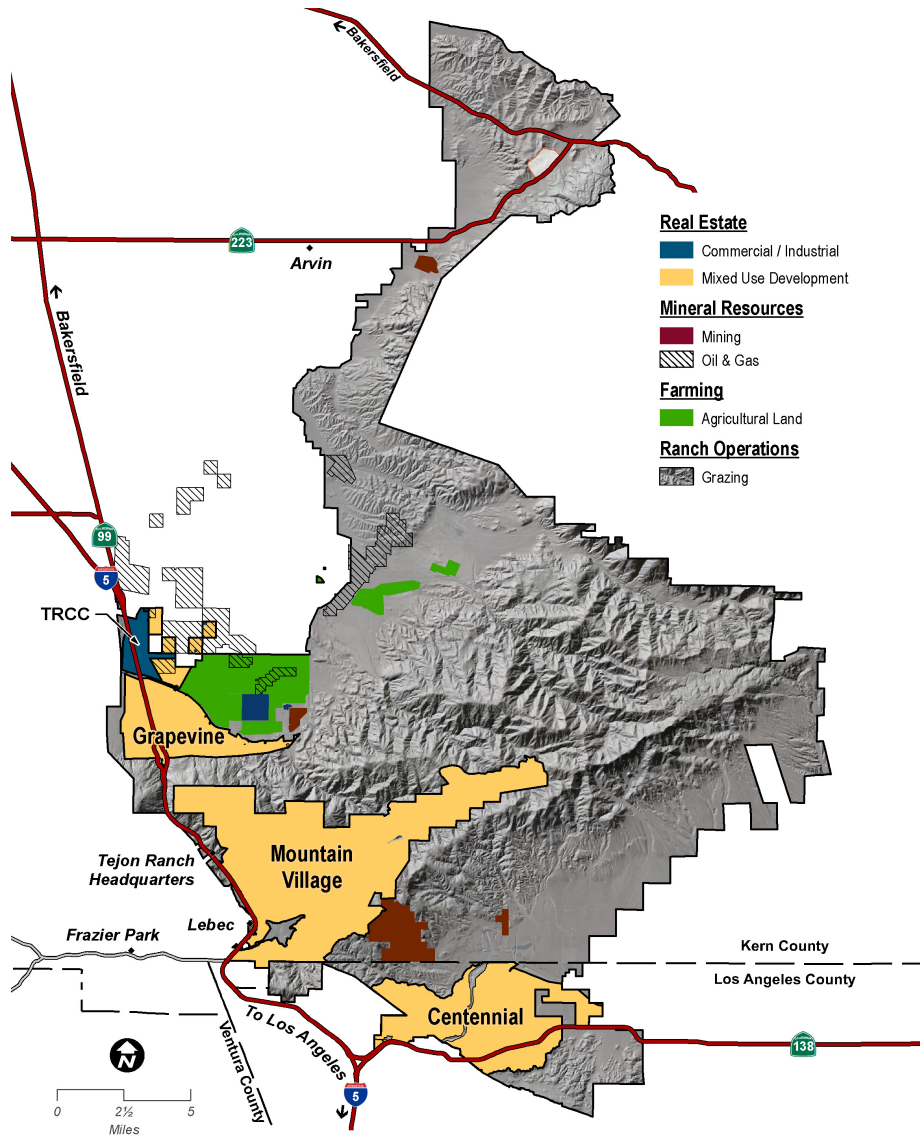 Bakersfield
223
Arvin
Real Estate
Commercial / Industrial
Mixed Use Development
Mineral Resources
Mining
Oil & Gas
Farming
Agricultural Land
Ranch Operations
Grazing
Bakersfield
99
5
TRCC
Grapevine
Mountain
Village
Tejon Ranch
Headquarters
Lebec
Frazier Park
Kern County
Los Angeles County
Centennial
To Los Angeles
Ventura County
138
N
5
0 2½ 5
Miles